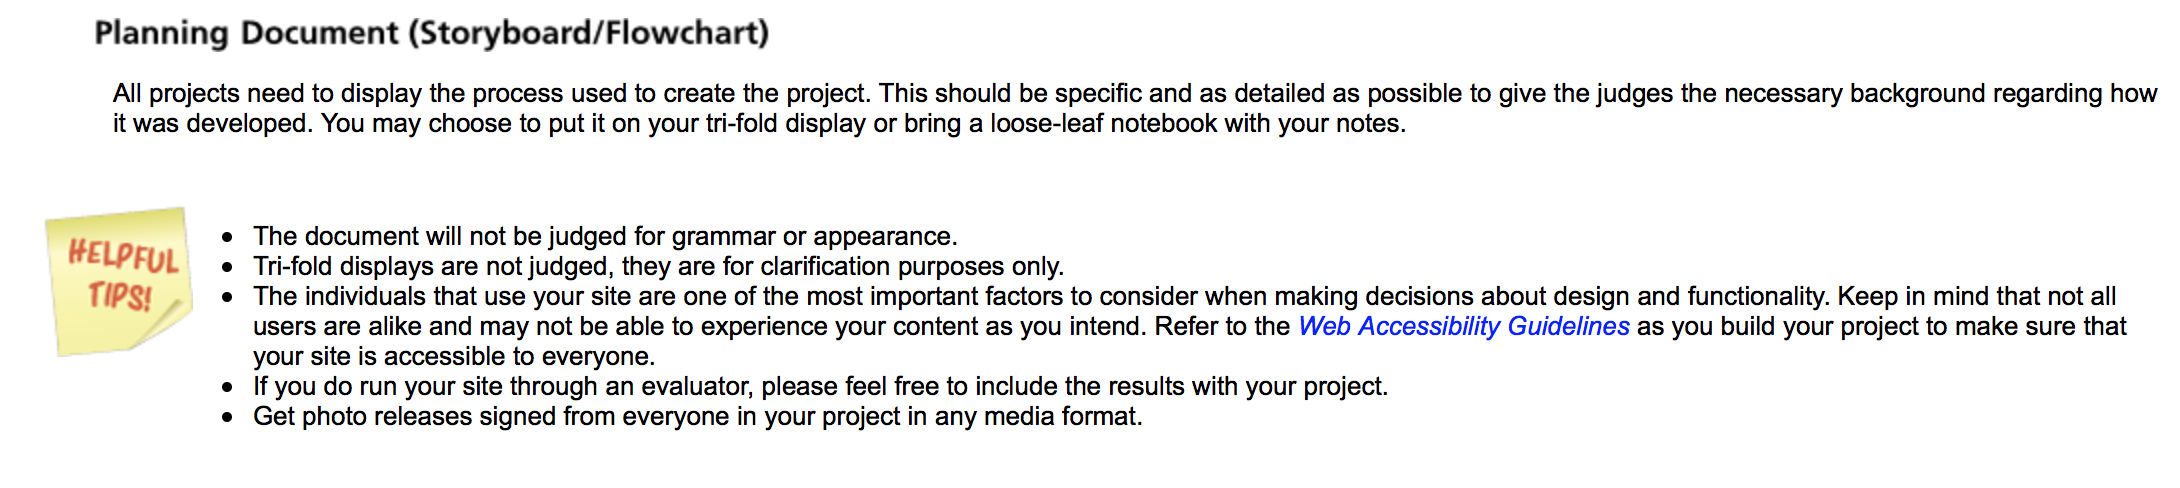 Planning Document (Storyboard/Flowchart)
All projects need to display the process used to create the project. This should be specific and as detailed as possible to give the judges the necessary background regarding how
it was developed. You may choose to put it on your tri-fold display or bring a loose-leaf notebook with your notes.
HELPFUL
TIPS!
• The document will not be judged for grammar or appearance.
• Tri-fold displays are not judged, they are for clarification purposes only.
• The individuals that use your site are one of the most important factors to consider when making decisions about design and functionality. Keep in mind that not all
users are alike and may not be able to experience your content as you intend. Refer to the Web Accessibility Guidelines as you build your project to make sure that
your site is accessible to everyone.
• If you do run your site through an evaluator, please feel free to include the results with your project.
• Get photo releases signed from everyone in your project in any media format.